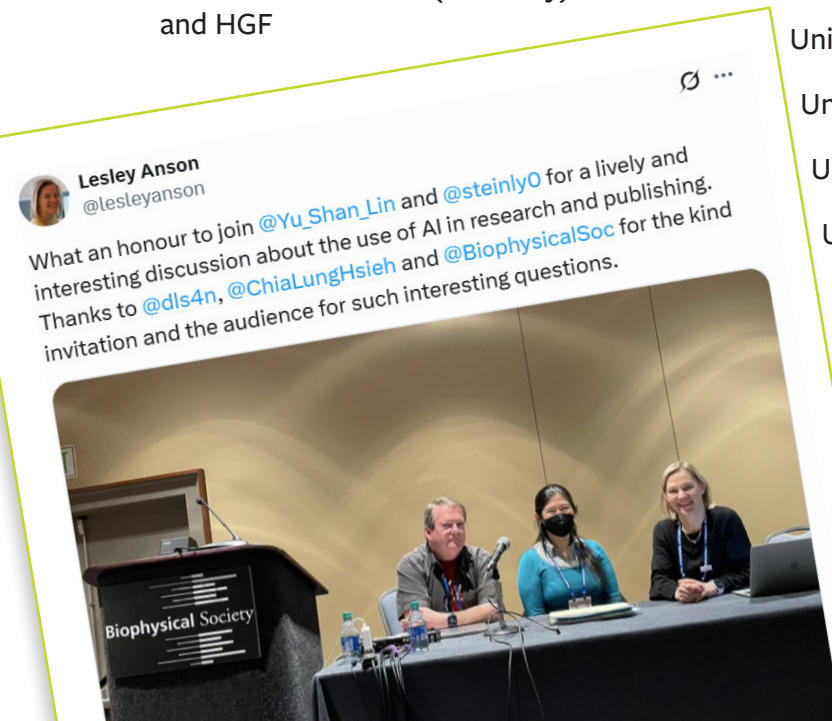 and HGF
Lesley Anson
@lesleyanson
What an honour to join @Yu_Shan_Lin and @steinly0 for a lively and
interesting discussion about the use of AI in research and publishing.
Thanks to @dls4n, @ChiaLungHsieh and @BiophysicalSoc for the kind
invitation and the audience for such interesting questions.
Biophysical Society